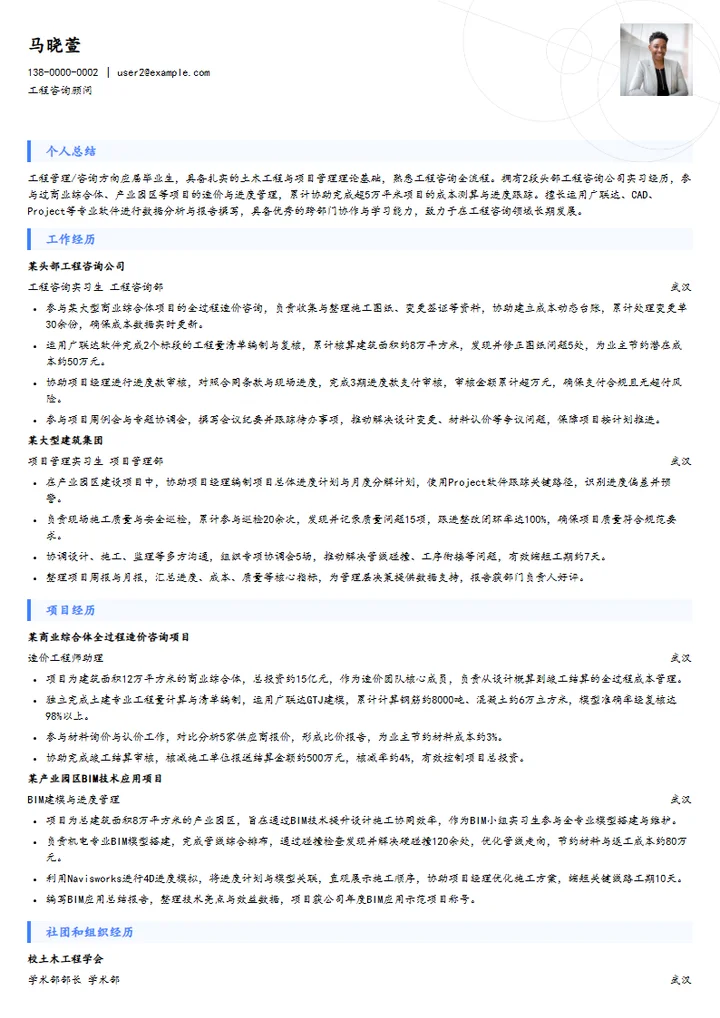 马晓萱
138-0000-0002 | user2@example.com
工程咨询顾问
个人总结
工程管理/咨询方向应届毕业生，具备扎实的土木工程与项目管理理论基础，熟悉工程咨询全流程。拥有2段头部工程咨询公司实习经历，参
与过商业综合体、产业园区等项目的造价与进度管理，累计协助完成超5万平米项目的成本测算与进度跟踪。擅长运用广联达、CAD、
Project等专业软件进行数据分析与报告撰写，具备优秀的跨部门协作与学习能力，致力于在工程咨询领域长期发展。
工作经历
某头部工程咨询公司
工程咨询实习生 工程咨询部 武汉
• 参与某大型商业综合体项目的全过程造价咨询，负责收集与整理施工图纸、变更签证等资料，协助建立成本动态台账，累计处理变更单
30余份，确保成本数据实时更新。
• 运用广联达软件完成2个标段的工程量清单编制与复核，累计核算建筑面积约8万平方米，发现并修正图纸问题5处，为业主节约潜在成
本约50万元。
• 协助项目经理进行进度款审核，对照合同条款与现场进度，完成3期进度款支付审核，审核金额累计超万元，确保支付合规且无超付风
险。
• 参与项目周例会与专题协调会，撰写会议纪要并跟踪待办事项，推动解决设计变更、材料认价等争议问题，保障项目按计划推进。
某大型建筑集团
项目管理实习生 项目管理部 武汉
• 在产业园区建设项目中，协助项目经理编制项目总体进度计划与月度分解计划，使用Project软件跟踪关键路径，识别进度偏差并预
警。
• 负责现场施工质量与安全巡检，累计参与巡检20余次，发现并记录质量问题15项，跟进整改闭环率达100%，确保项目质量符合规范要
求。
• 协调设计、施工、监理等多方沟通，组织专项协调会5场，推动解决管线碰撞、工序衔接等问题，有效缩短工期约7天。
• 整理项目周报与月报，汇总进度、成本、质量等核心指标，为管理层决策提供数据支持，报告获部门负责人好评。
项目经历
某商业综合体全过程造价咨询项目
造价工程师助理 武汉
• 项目为建筑面积12万平方米的商业综合体，总投资约15亿元，作为造价团队核心成员，负责从设计概算到竣工结算的全过程成本管理。
• 独立完成土建专业工程量计算与清单编制，运用广联达GTJ建模，累计计算钢筋约8000吨、混凝土约6万立方米，模型准确率经复核达
98%以上。
• 参与材料询价与认价工作，对比分析5家供应商报价，形成比价报告，为业主节约材料成本约3%。
• 协助完成竣工结算审核，核减施工单位报送结算金额约500万元，核减率约4%，有效控制项目总投资。
某产业园区BIM技术应用项目
BIM建模与进度管理 武汉
• 项目为总建筑面积8万平方米的产业园区，旨在通过BIM技术提升设计施工协同效率，作为BIM小组实习生参与全专业模型搭建与维护。
• 负责机电专业BIM模型搭建，完成管线综合排布，通过碰撞检查发现并解决硬碰撞120余处，优化管线走向，节约材料与返工成本约80万
元。
• 利用Navisworks进行4D进度模拟，将进度计划与模型关联，直观展示施工顺序，协助项目经理优化施工方案，缩短关键线路工期10天。
• 编写BIM应用总结报告，整理技术亮点与效益数据，项目获公司年度BIM应用示范项目称号。
社团和组织经历
校土木工程学会
学术部部长 学术部 武汉